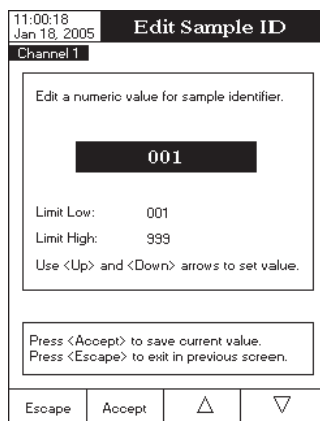 11:00:18
Jan 18, 2005
Edit Sample ID
Channel 1
Edit a numeric value for sample identifier.
001
Limit Low: 001
Limit High: 999
Use <Up> and <Down> arrows to set value.
Press <Accept> to save current value.
Press <Escape> to exit in previous screen.
Escape Accept △ ▽